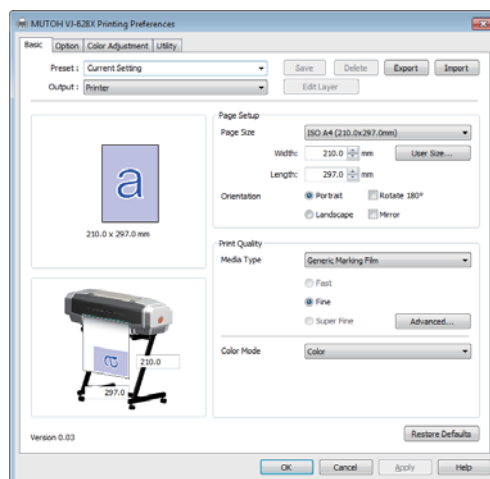 MUTOH VJ-628X Printing Preferences
Basic Option Color Adjustment Utility
Preset : Current Setting Save Delete Export Import
Output : Printer Edit Layer
a
210.0 x 297.0 mm
Page Setup
Page Size ISO A4 (210.0x297.0mm)
Width: 210.0 mm User Size...
Length: 297.0 mm
Orientation Portrait Rotate 180°
Landscape Mirror
Print Quality
Media Type Generic Marking Film
Fast
Fine
Super Fine Advanced...
Color Mode Color
a
210.0
297.0
Version 0.03
Restore Defaults
OK Cancel Apply Help